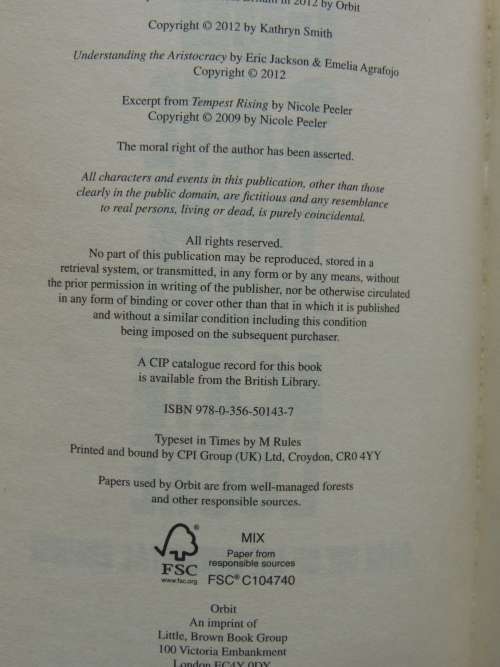 Britain in 2012 by Orbit
Copyright © 2012 by Kathryn Smith
Understanding the Aristocracy by Eric Jackson & Emelia Agrafojo
Copyright © 2012
Excerpt from Tempest Rising by Nicole Peeler
Copyright © 2009 by Nicole Peeler
The moral right of the author has been asserted.
All characters and events in this publication, other than those
clearly in the public domain, are fictitious and any resemblance
to real persons, living or dead, is purely coincidental.
All rights reserved.
No part of this publication may be reproduced, stored in a
retrieval system, or transmitted, in any form or by any means, without
the prior permission in writing of the publisher, nor be otherwise circulated
in any form of binding or cover other than that in which it is published
and without a similar condition including this condition
being imposed on the subsequent purchaser.
A CIP catalogue record for this book
is available from the British Library.
ISBN 978-0-356-50143-7
Typeset in Times by M Rules
Printed and bound by CPI Group (UK) Ltd, Croydon, CR0 4YY
Papers used by Orbit are from well-managed forests
and other responsible sources.
MIX
Paper from
responsible sources
FSC® C104740
®
FSC
www.fsc.org
Orbit
An imprint of
Little, Brown Book Group
100 Victoria Embankment
London EC4Y 0DY